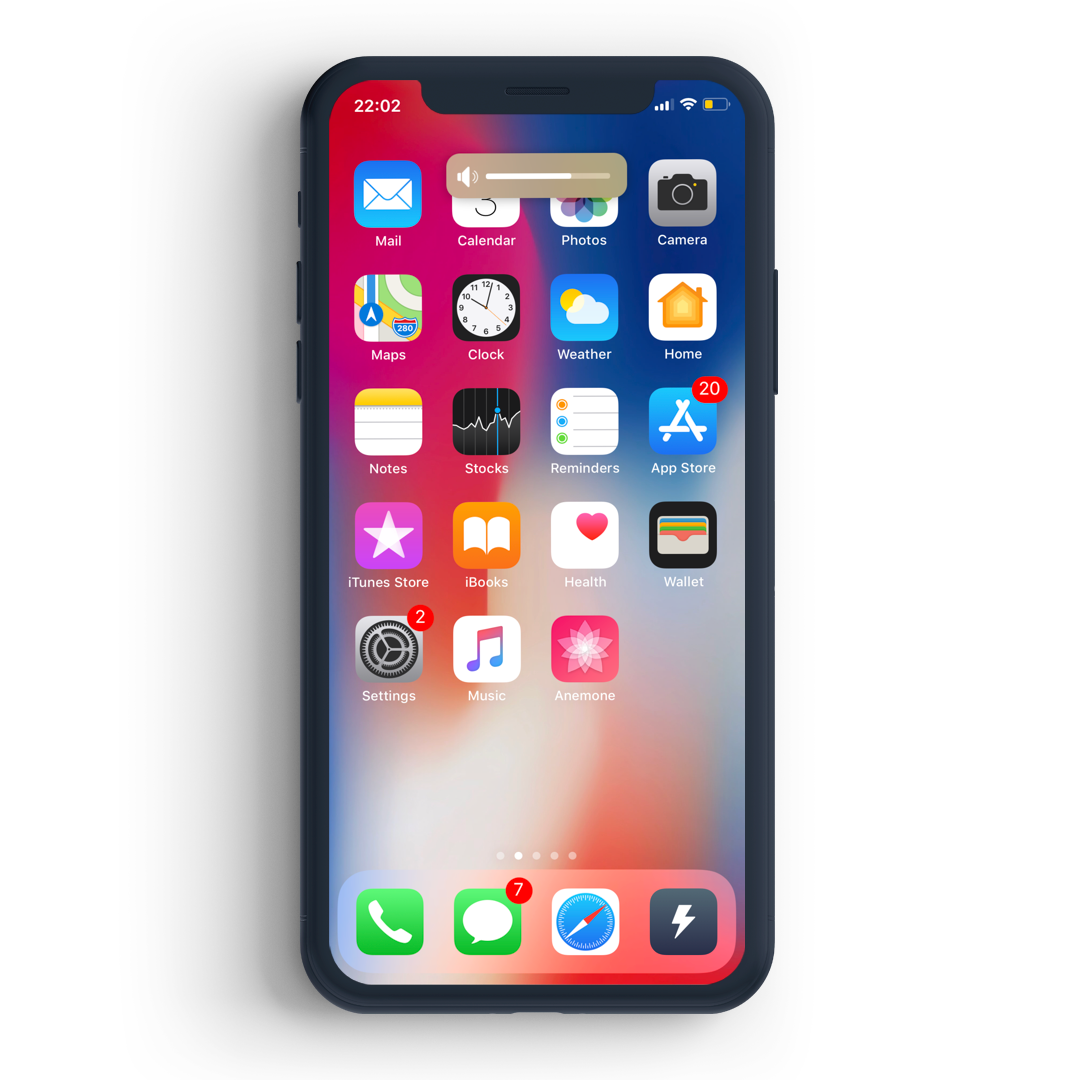 22:02
Mail
3
Calendar
Photos
Camera
280
Maps
12
1
2
3
4
5
6
7
8
9
10
11
Clock
Weather
Home
Notes
Stocks
Reminders
20
App Store
iTunes Store
iBooks
Health
Wallet
2
Settings
Music
Anemone
7